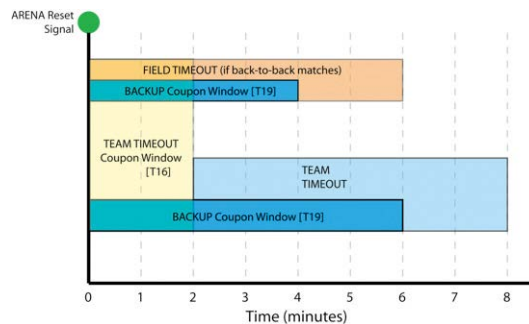 ARENA Reset
Signal
FIELD TIMEOUT (if back-to-back matches)
BACKUP Coupon Window [T19]
TEAM TIMEOUT
Coupon Window
[T16]
TEAM
TIMEOUT
BACKUP Coupon Window [T19]
0 1 2 3 4 5 6 7 8
Time (minutes)